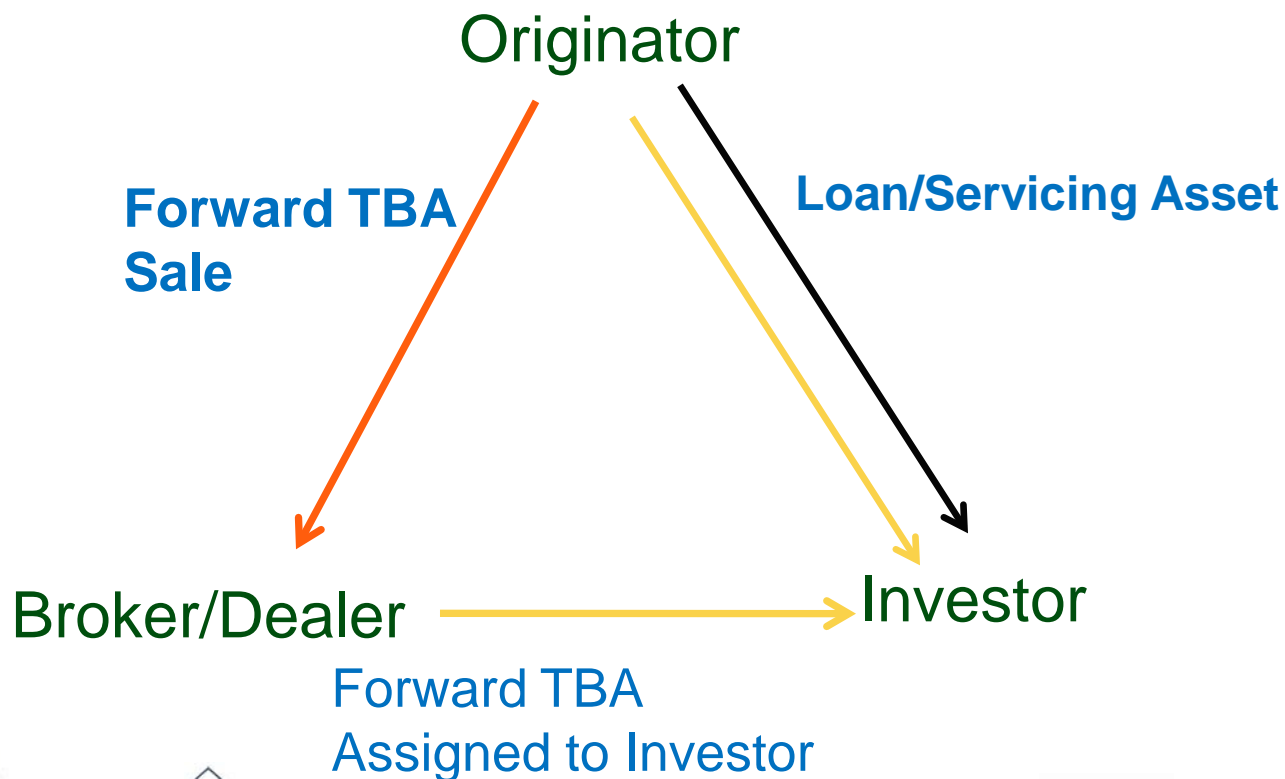 Originator
Forward TBA
Sale
Loan/Servicing Asset
Broker/Dealer
Investor
Forward TBA
Assigned to Investor